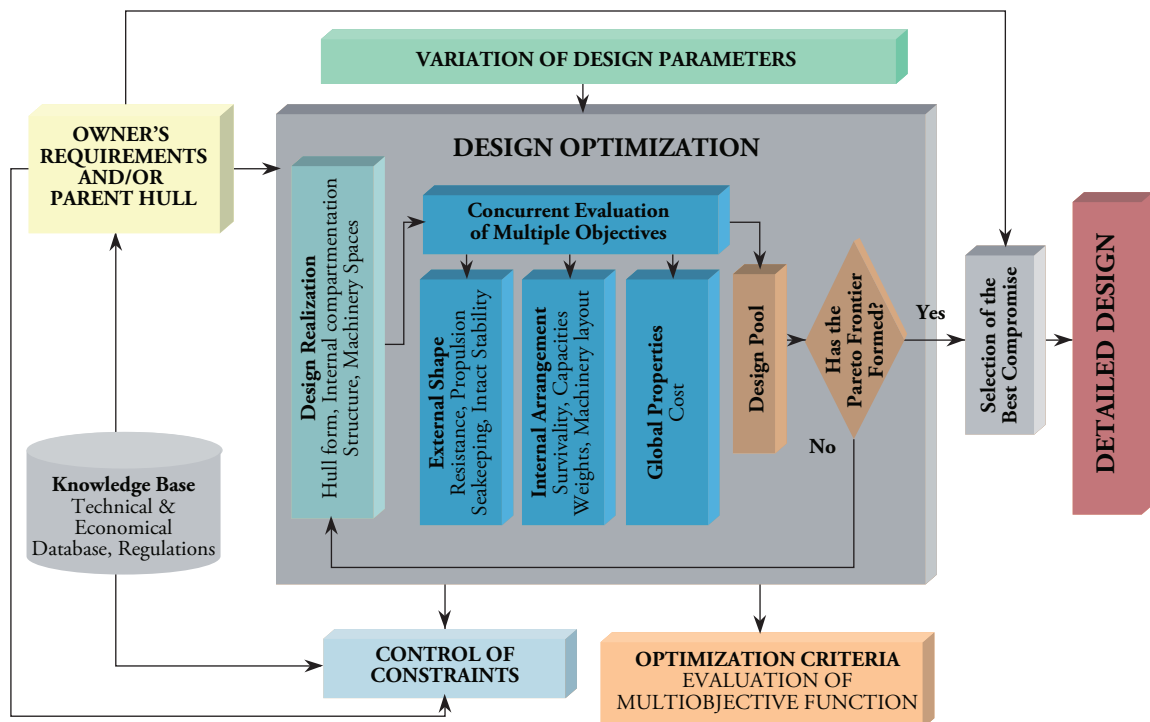 VARIATION OF DESIGN PARAMETERS
OWNER'S
REQUIREMENTS
AND/OR
PARENT HULL
DESIGN OPTIMIZATION
Design Realization
Hull form, Internal compartmentation
Structure, Machinery Spaces
Concurrent Evaluation
of Multiple Objectives
External Shape
Resistance, Propulsion
Seakeeping, Intact Stability
Internal Arrangement
Survivality, Capacities
Weights, Machinery layout
Global Properties
Cost
Design Pool
Has the
Pareto Frontier
Formed?
Yes
No
Selection of the
Best Compromise
DETAILED DESIGN
Knowledge Base
Technical &
Economical
Database, Regulations
CONTROL OF
CONSTRAINTS
OPTIMIZATION CRITERIA
EVALUATION OF
MULTIOBJECTIVE FUNCTION